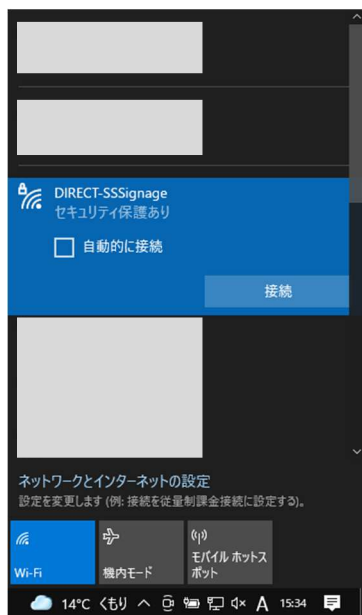 DIRECT-SSSignage
セキュリティ保護あり
自動的に接続
接続
ネットワークとインターネットの設定
設定を変更します (例: 接続を従量制課金接続に設定する)。
Wi-Fi
機内モード
モバイル ホットス
ポット
14°C くもり
A
15:34